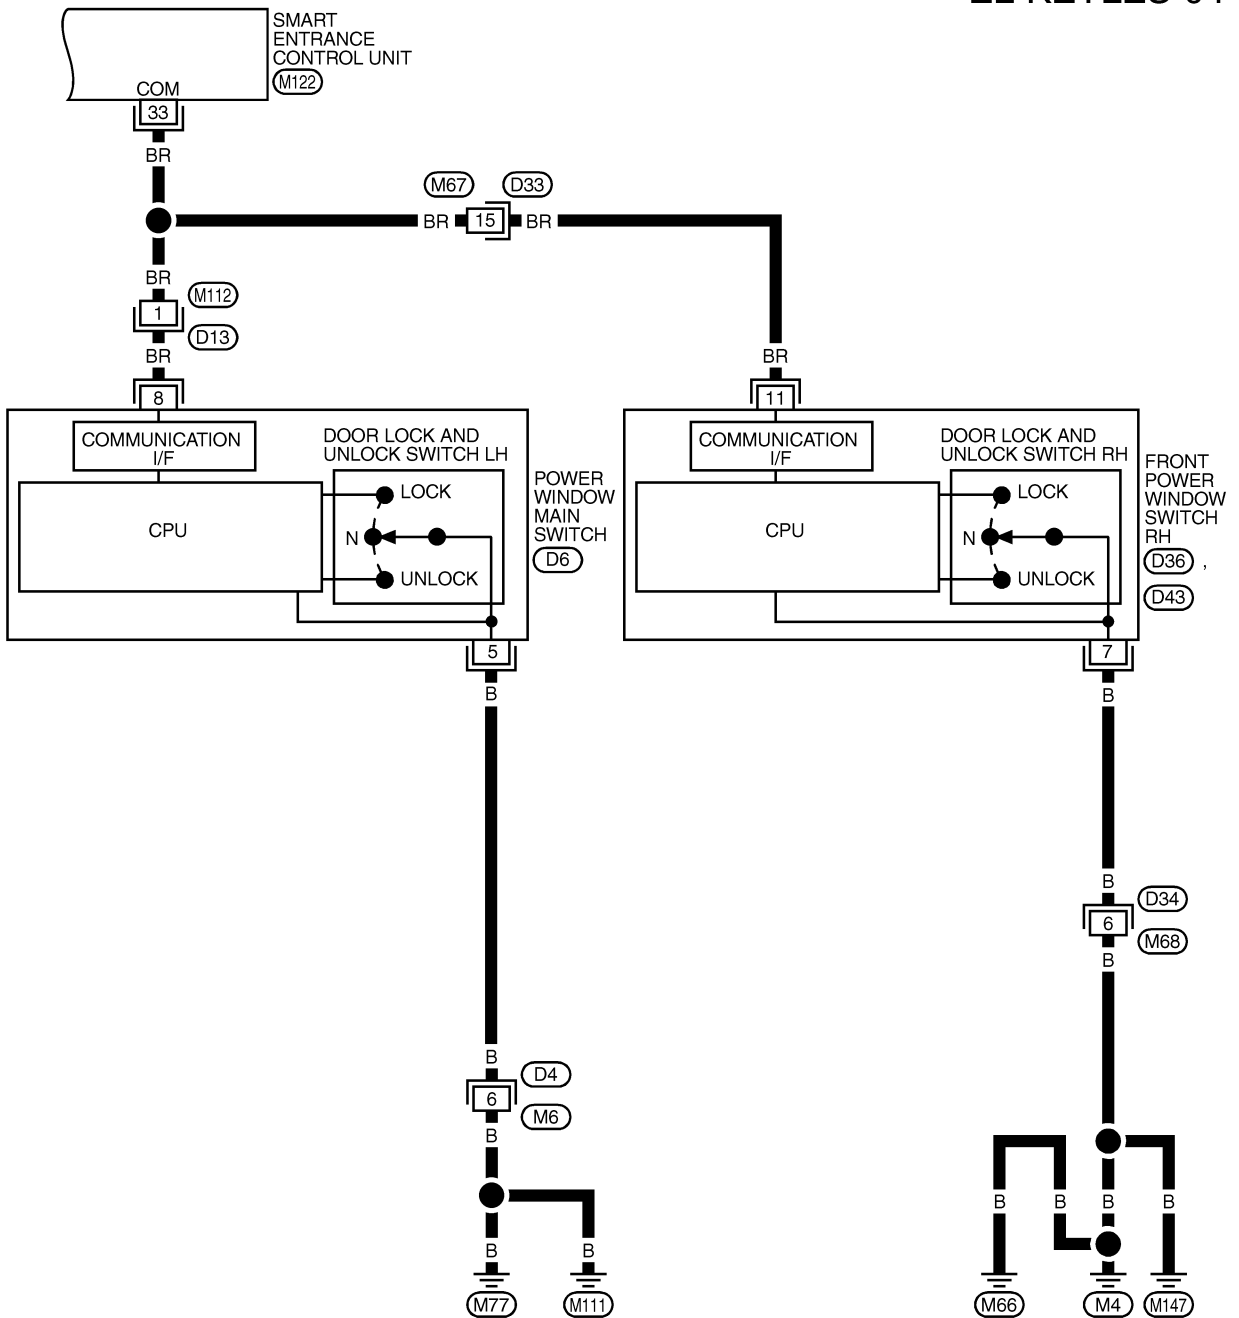 SMART
ENTRANCE
CONTROL UNIT
M122
COM
33
BR
M67
D33
BR
15
BR
BR
M112
1
D13
BR
BR
8
11
COMMUNICATION
I/F
DOOR LOCK AND
UNLOCK SWITCH LH
LOCK
CPU
N
UNLOCK
POWER
WINDOW
MAIN
SWITCH
D6
COMMUNICATION
I/F
DOOR LOCK AND
UNLOCK SWITCH RH
LOCK
CPU
N
UNLOCK
FRONT
POWER
WINDOW
SWITCH
RH
D36 ,
D43
5
7
B
B
B
D34
6
M68
B
B
D4
6
M6
B
B
B
B
B
B
B
M77
M111
M66
M4
M147